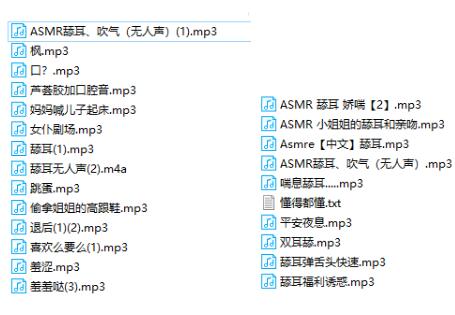 ASMR舔耳、吹气（无人声）(1).mp3
枫.mp3
口？.mp3
芦荟胶加口腔音.mp3
妈妈喊儿子起床.mp3
女仆剧场.mp3
舔耳(1).mp3
舔耳无人声(2).m4a
跳蛋.mp3
偷拿姐姐的高跟鞋.mp3
退后(1)(2).mp3
喜欢么要么(1).mp3
羞涩.mp3
羞羞哒(3).mp3
ASMR 舔耳 娇喘【2】.mp3
ASMR 小姐姐的舔耳和亲吻.mp3
Asmre【中文】舔耳.mp3
ASMR舔耳、吹气（无人声）.mp3
喘息舔耳.....mp3
懂得都懂.txt
平安夜息.mp3
双耳舔.mp3
舔耳弹舌头快速.mp3
舔耳福利诱惑.mp3